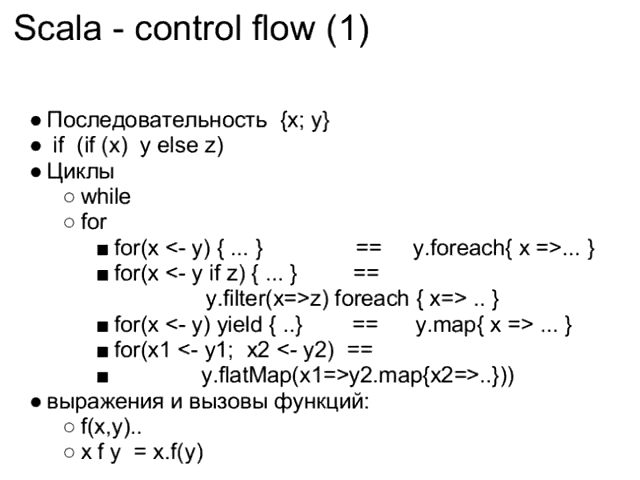 Scala - control flow (1)
● Последовательность {x; y}
● if (if (x) y else z)
● Циклы
○ while
○ for
■ for(x <- y) { ... } == y.foreach{ x =>... }
■ for(x <- y if z) { ... } ==
y.filter(x=>z) foreach { x=> .. }
■ for(x <- y) yield { ..} == y.map{ x => ... }
■ for(x1 <- y1; x2 <- y2) ==
■ y.flatMap(x1=>y2.map{x2=>..}))
● выражения и вызовы функций:
○ f(x,y)..
○ x f y = x.f(y)